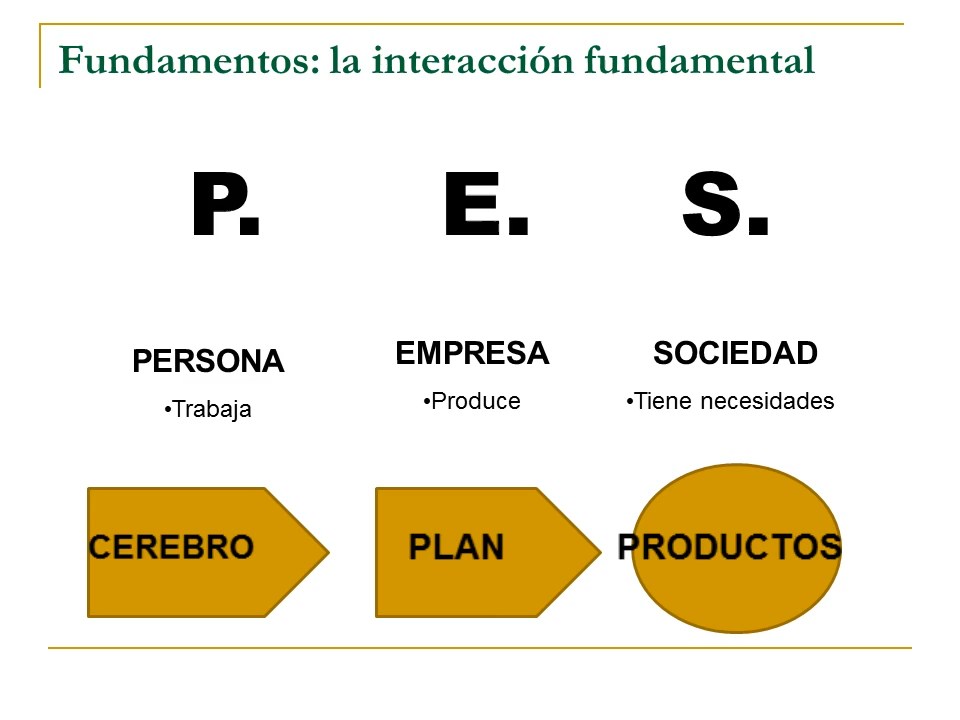 Fundamentos: la interacción fundamental
P. E. S.
PERSONA
•Trabaja
EMPRESA
•Produce
SOCIEDAD
•Tiene necesidades
CEREBRO
PLAN
PRODUCTOS